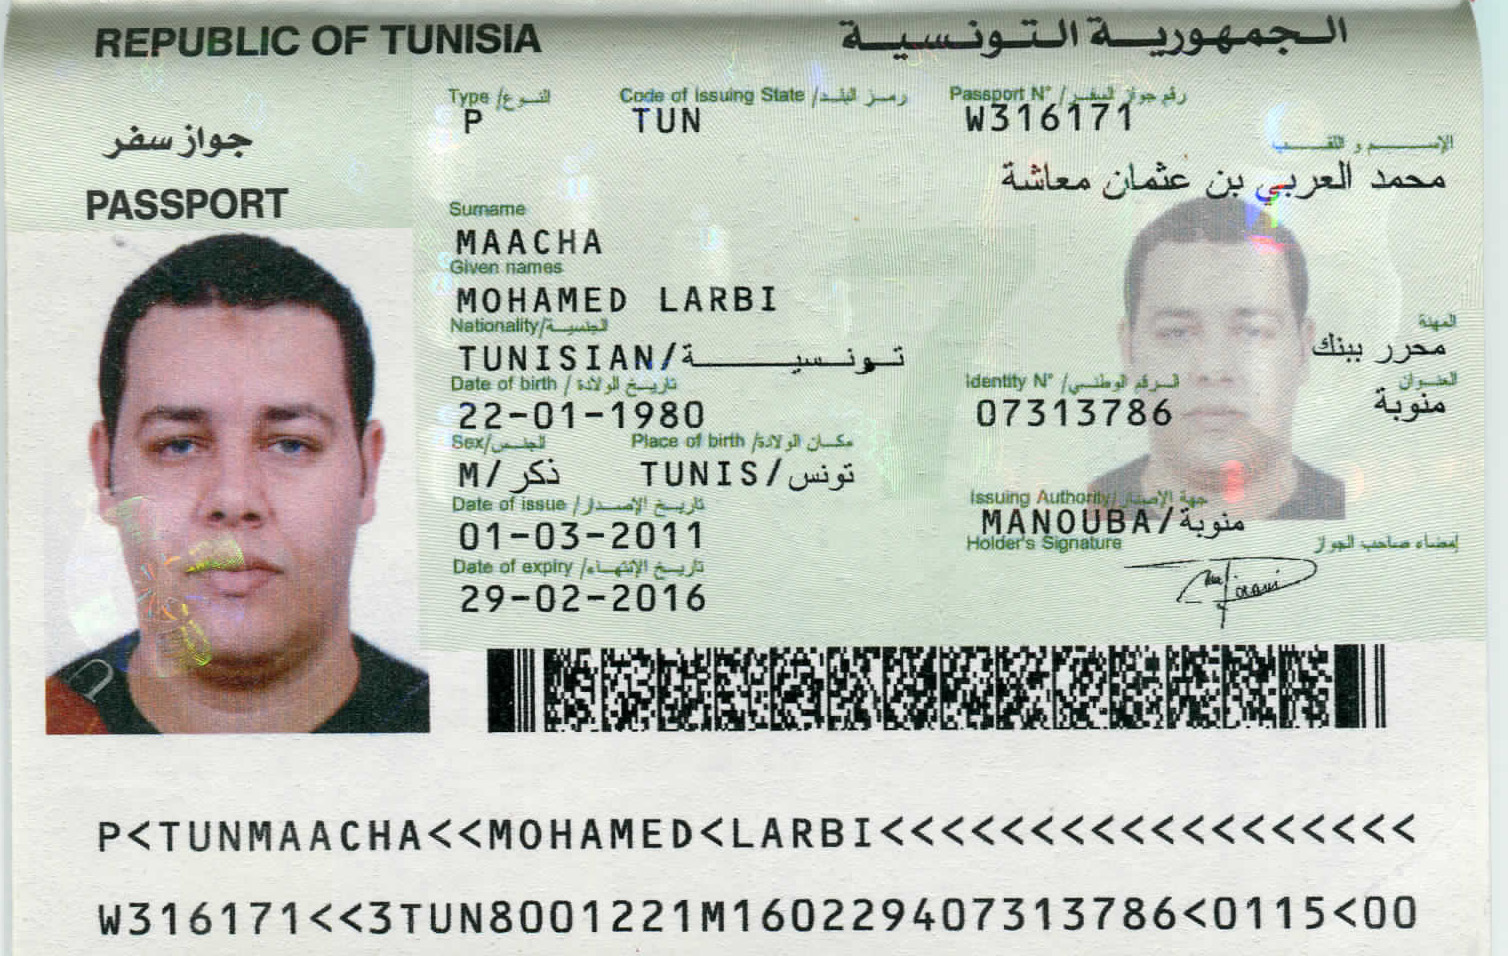 REPUBLIC OF TUNISIA
الجمهورية التونسية
جواز سفر
PASSPORT
Type / النوع
P
Code of Issuing State / رمز البلد
TUN
Passport N° / رقم جواز السفر
W316171
الإسم و اللقب
محمد العربي بن عثمان معاشة
Surname
MAACHA
Given names
MOHAMED LARBI
Nationality/الجنسية
TUNISIAN/تونسية
المهنة
محرر ببنك
Date of birth / تاريخ الولادة
22-01-1980
Identity N° / الرقم الوطني
07313786
العنوان
منوبة
Sex/الجنس
M/ذكر
Place of birth / مكان الولادة
TUNIS/تونس
Date of issue / تاريخ الإصدار
01-03-2011
Issuing Authority/ جهة الإصدار
MANOUBA/منوبة
Date of expiry / تاريخ الإنتهاء
29-02-2016
Holder's Signature
إمضاء صاحب الجواز
P<TUNMAACHA<<MOHAMED<LARBI<<<<<<<<<<<<<<<<<<
W316171<<3TUN8001221M160229407313786<0115<00